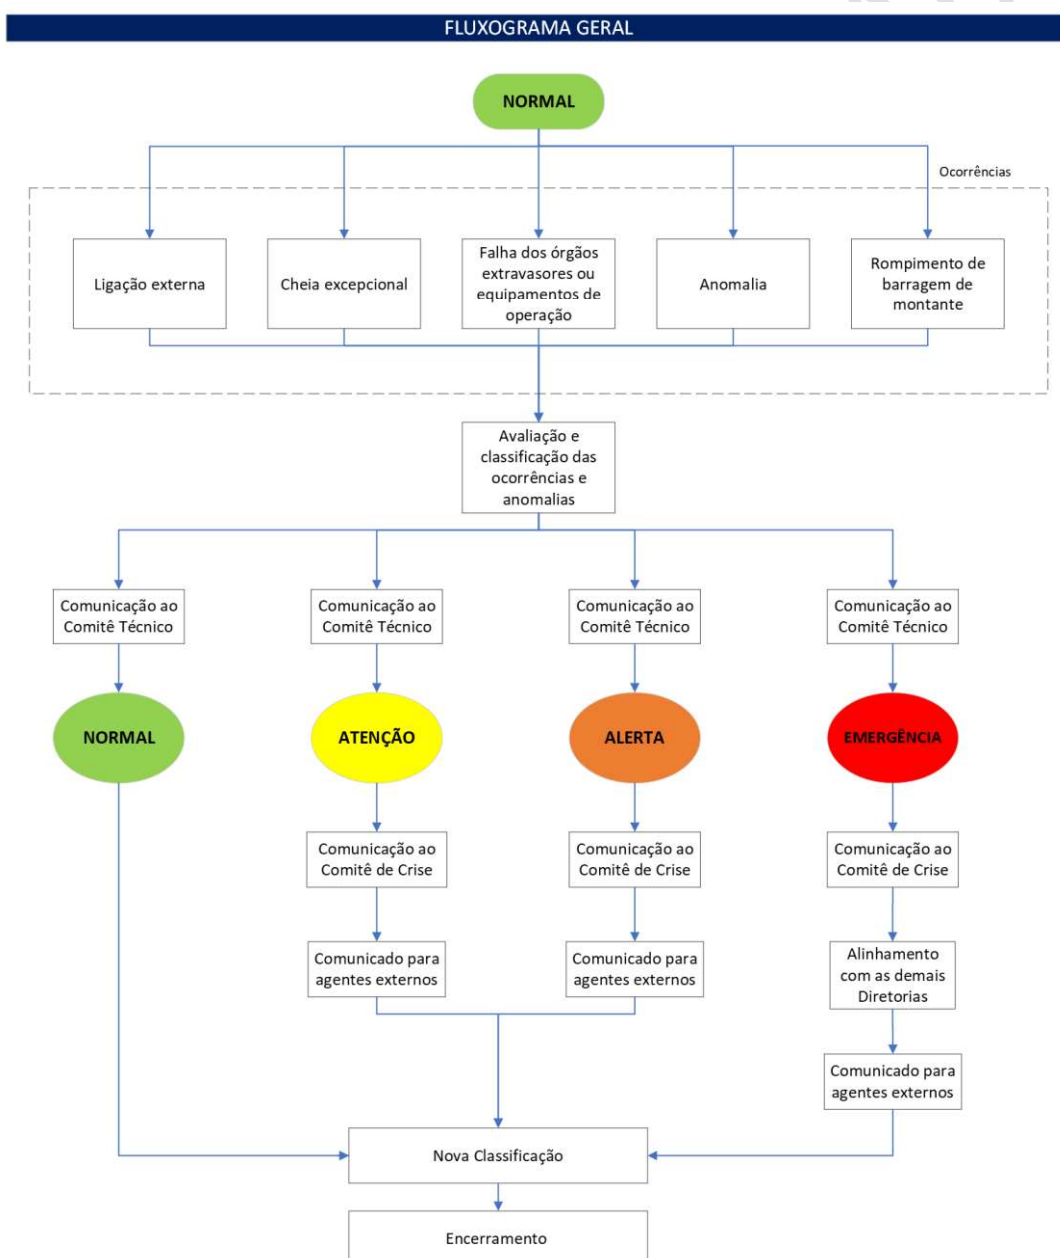 FLUXOGRAMA GERAL
NORMAL
Ocorrências
Ligação externa
Cheia excepcional
Falha dos órgãos
extravasores ou
equipamentos de
operação
Anomalia
Rompimento de
barragem de
montante
Avaliação e
classificação das
ocorrências e
anomalias
Comunicação ao
Comitê Técnico
Comunicação ao
Comitê Técnico
Comunicação ao
Comitê Técnico
Comunicação ao
Comitê Técnico
NORMAL
ATENÇÃO
ALERTA
EMERGÊNCIA
Comunicação ao
Comitê de Crise
Comunicação ao
Comitê de Crise
Comunicação ao
Comitê de Crise
Comunicado para
agentes externos
Comunicado para
agentes externos
Alinhamento
com as demais
Diretorias
Comunicado para
agentes externos
Nova Classificação
Encerramento